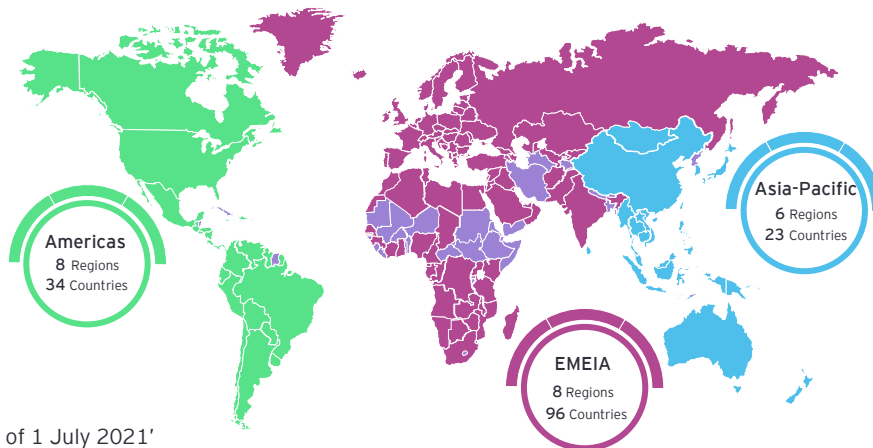 Americas
8 Regions
34 Countries
Asia-Pacific
6 Regions
23 Countries
EMEIA
8 Regions
96 Countries
of 1 July 2021’